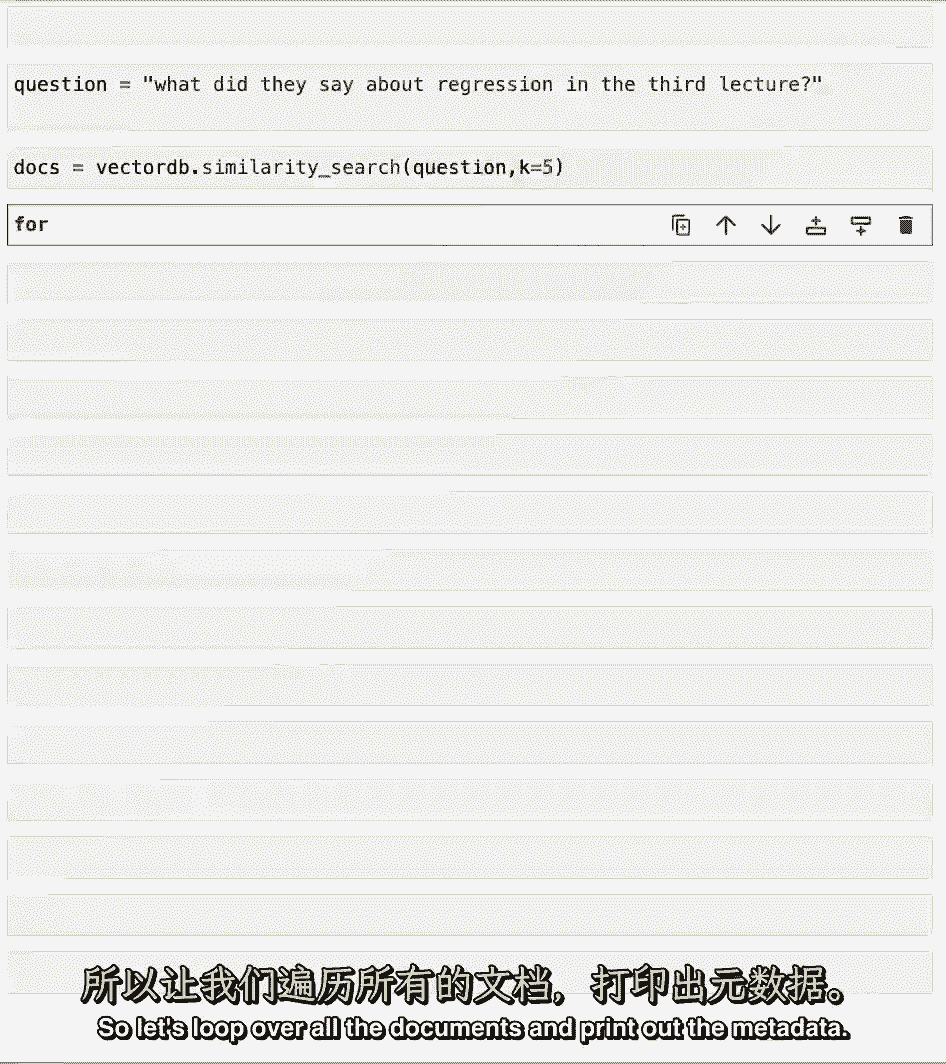 question = "what did they say about regression in the third lecture?"
docs = vectordb.similarity_search(question,k=5)
for
所以让我们遍历所有的文档，打印出元数据。
So let's loop over all the documents and print out the metadata.